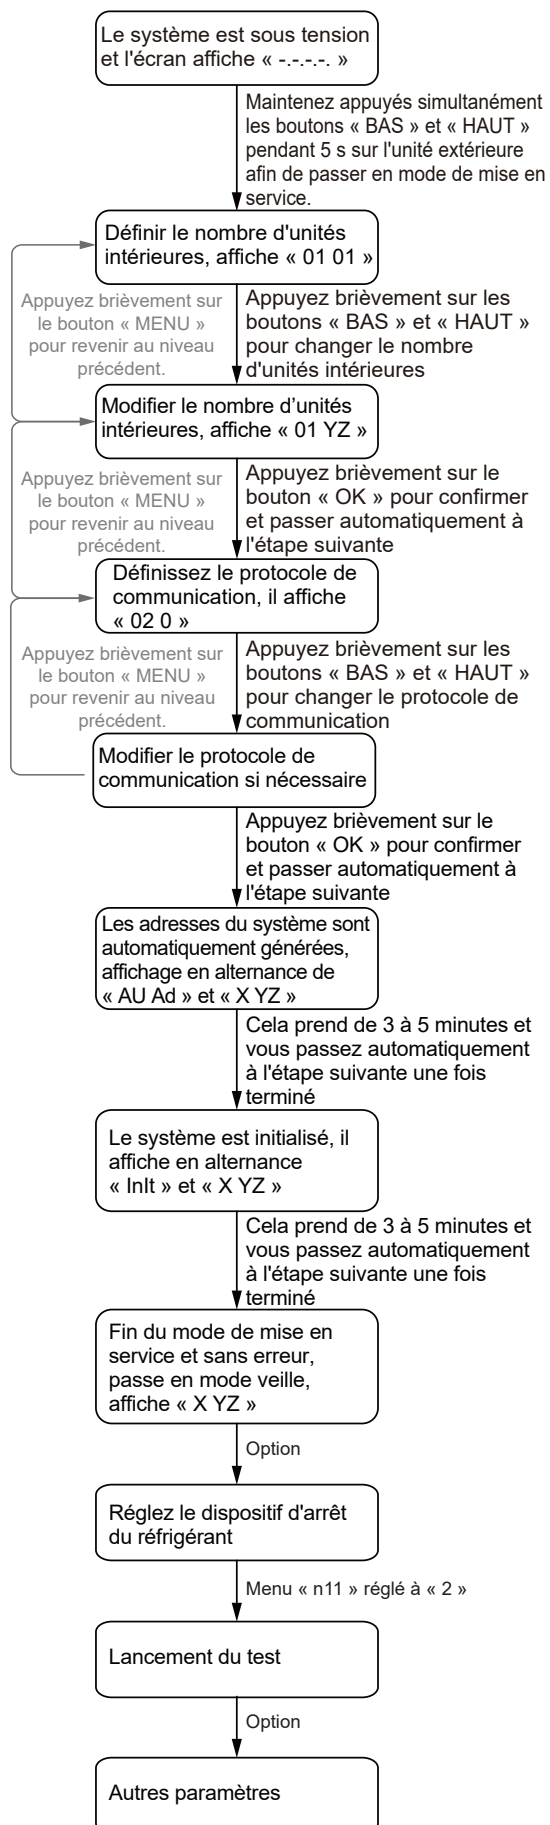 Le système est sous tension
et l'écran affiche « -.-.-.-. »
Maintenez appuyés simultanément
les boutons « BAS » et « HAUT »
pendant 5 s sur l'unité extérieure
afin de passer en mode de mise en
service.
Définir le nombre d'unités
intérieures, affiche « 01 01 »
Appuyez brièvement sur
le bouton « MENU »
pour revenir au niveau
précédent.
Appuyez brièvement sur les
boutons « BAS » et « HAUT »
pour changer le nombre
d'unités intérieures
Modifier le nombre d’unités
intérieures, affiche « 01 YZ »
Appuyez brièvement sur
le bouton « MENU »
pour revenir au niveau
précédent.
Appuyez brièvement sur le
bouton « OK » pour confirmer
et passer automatiquement à
l'étape suivante
Définissez le protocole de
communication, il affiche
« 02 0 »
Appuyez brièvement sur
le bouton « MENU »
pour revenir au niveau
précédent.
Appuyez brièvement sur les
boutons « BAS » et « HAUT »
pour changer le protocole de
communication
Modifier le protocole de
communication si nécessaire
Appuyez brièvement sur le
bouton « OK » pour confirmer
et passer automatiquement à
l'étape suivante
Les adresses du système sont
automatiquement générées,
affichage en alternance de
« AU Ad » et « X YZ »
Cela prend de 3 à 5 minutes et
vous passez automatiquement
à l'étape suivante une fois
terminé
Le système est initialisé, il
affiche en alternance
« InIt » et « X YZ »
Cela prend de 3 à 5 minutes et
vous passez automatiquement
à l'étape suivante une fois
terminé
Fin du mode de mise en
service et sans erreur,
passe en mode veille,
affiche « X YZ »
Option
Réglez le dispositif d'arrêt
du réfrigérant
Menu « n11 » réglé à « 2 »
Lancement du test
Option
Autres paramètres